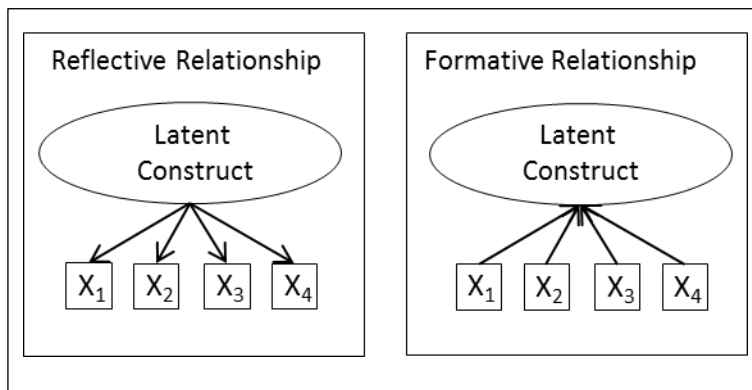 Reflective Relationship
Latent
Construct
X₁ X₂ X₃ X₄
Formative Relationship
Latent
Construct
X₁ X₂ X₃ X₄